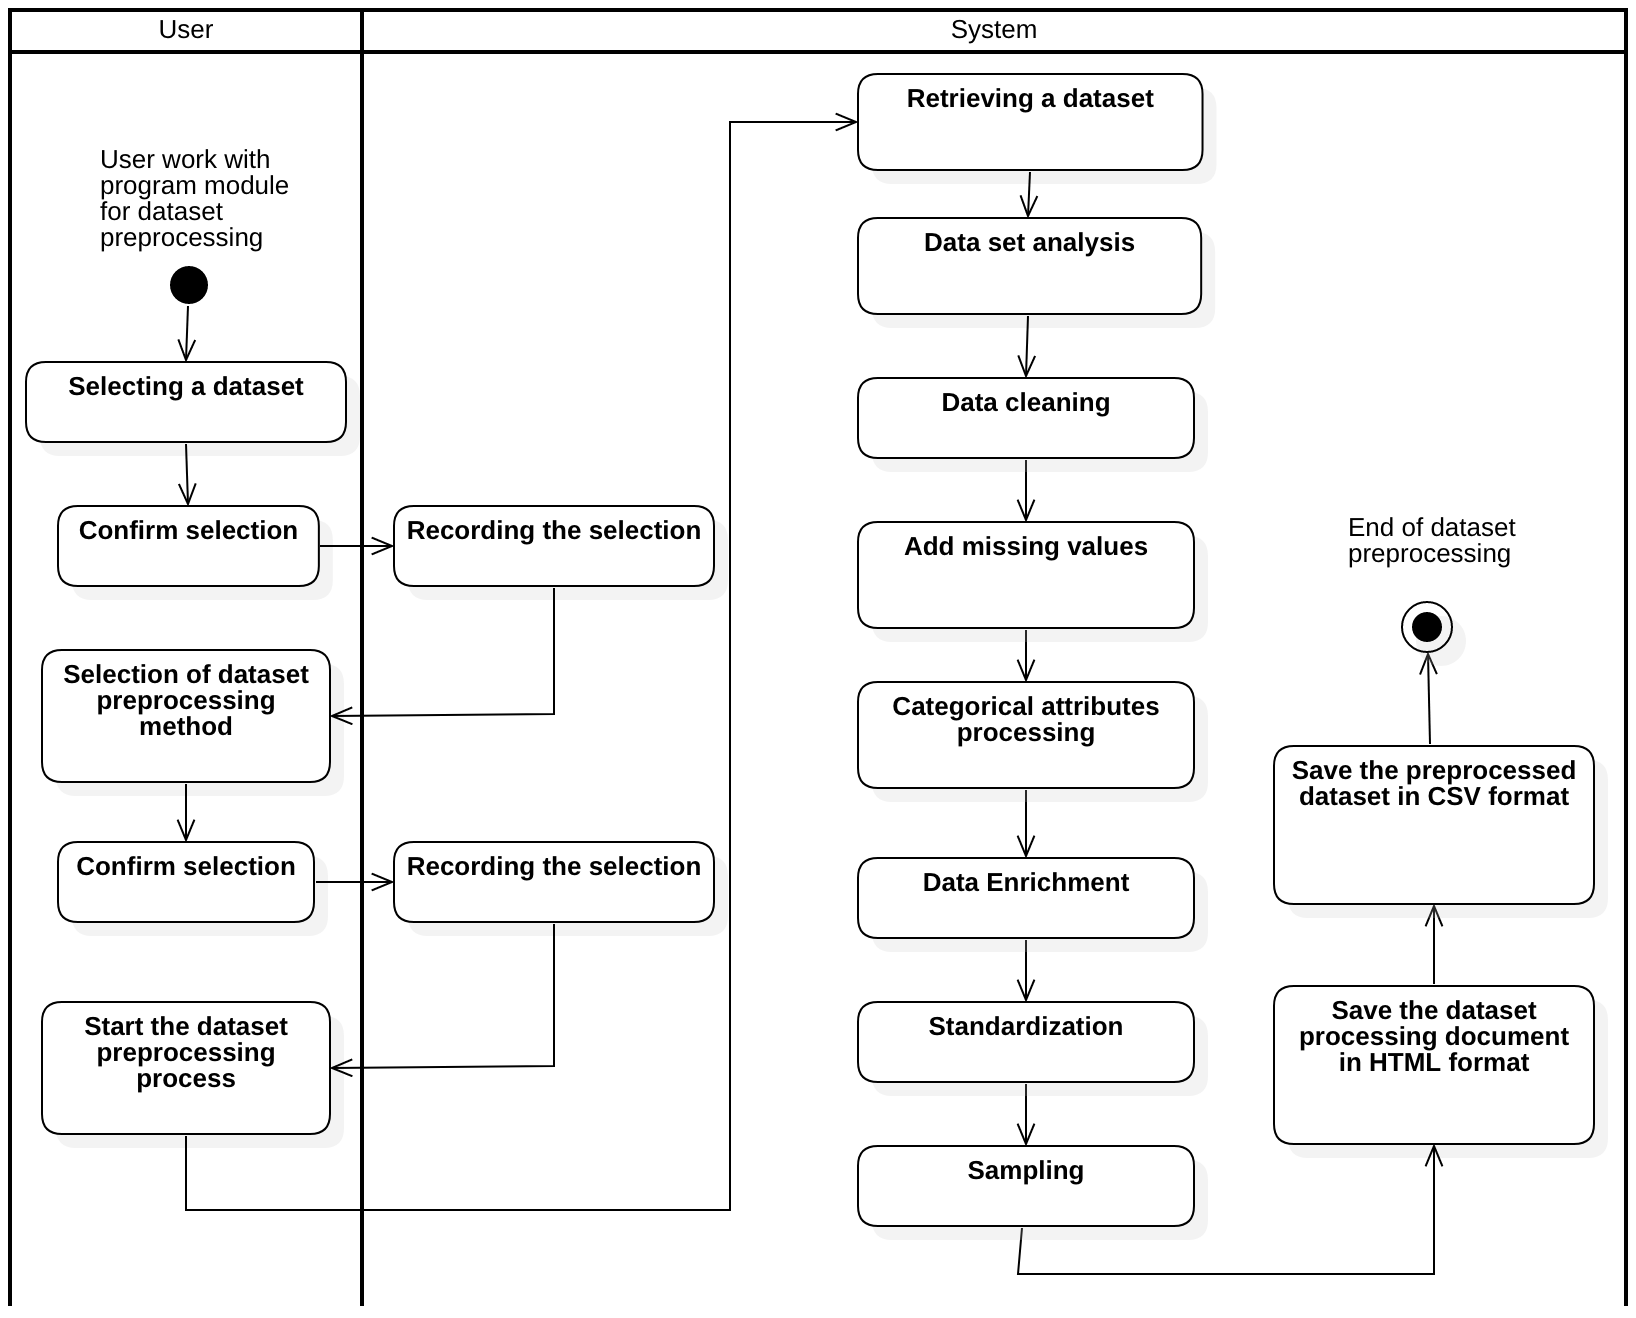 User
System
User work with
program module
for dataset
preprocessing
Selecting a dataset
Confirm selection
Recording the selection
Selection of dataset
preprocessing
method
Confirm selection
Recording the selection
Start the dataset
preprocessing
process
Retrieving a dataset
Data set analysis
Data cleaning
Add missing values
Categorical attributes
processing
Data Enrichment
Standardization
Sampling
Save the dataset
processing document
in HTML format
Save the preprocessed
dataset in CSV format
End of dataset
preprocessing